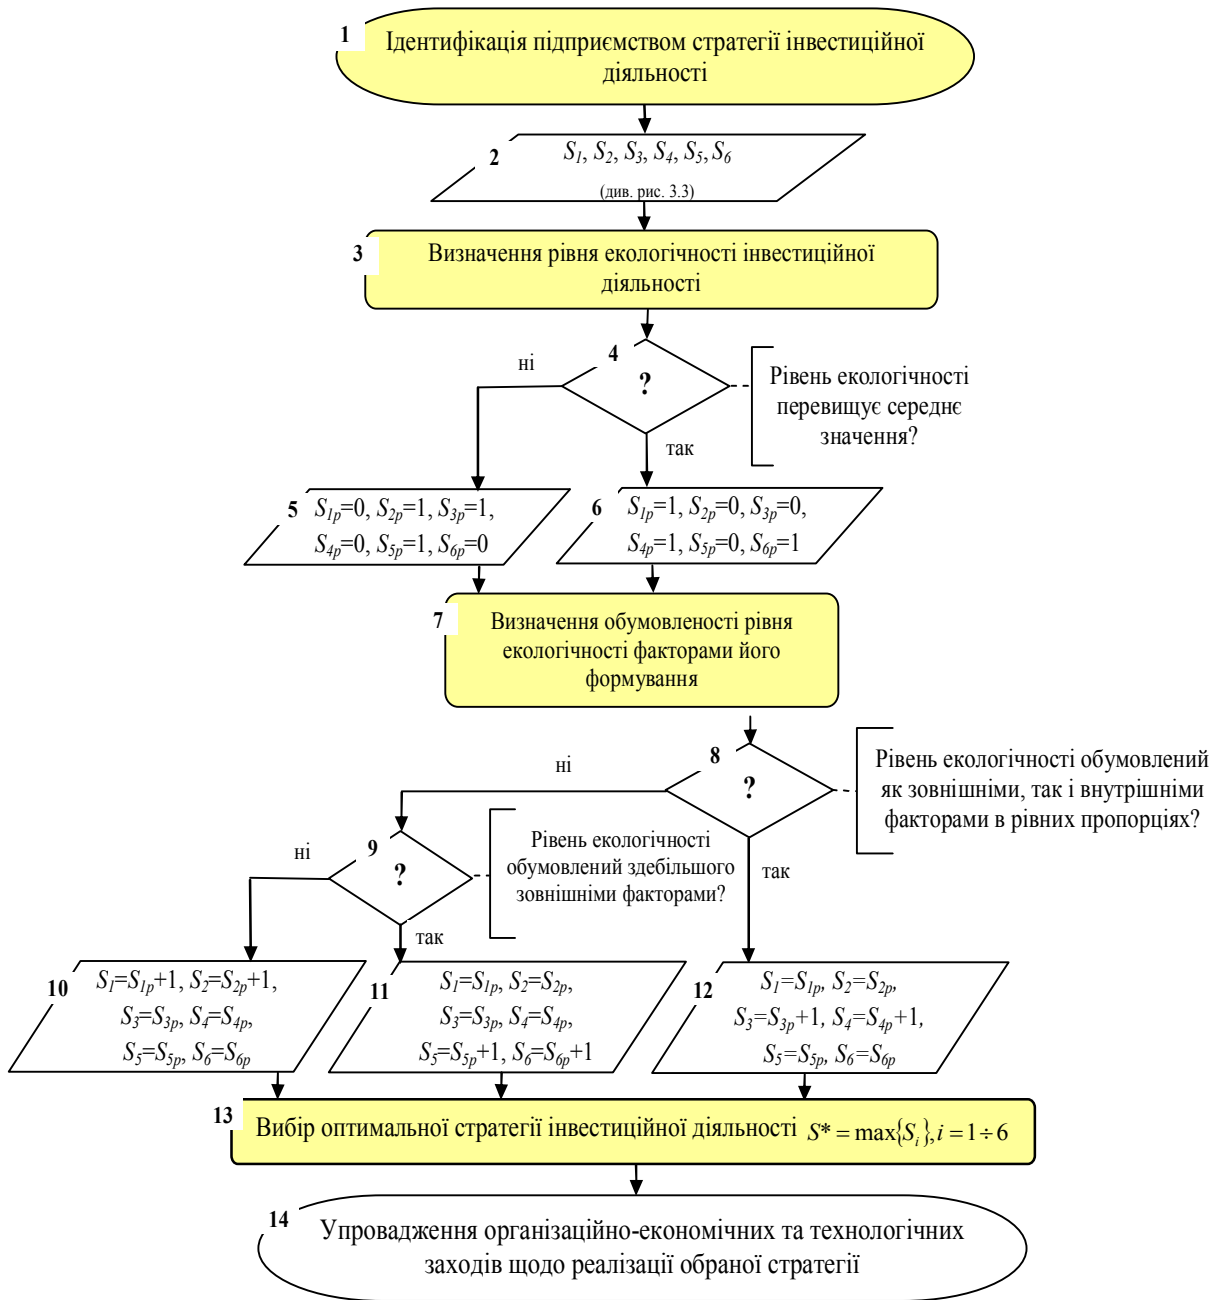 1
Ідентифікація підприємством стратегії інвестиційної
діяльності
2
S1, S2, S3, S4, S5, S6
(див. рис. 3.3)
3
Визначення рівня екологічності інвестиційної
діяльності
4
ні
?
Рівень екологічності
перевищує середнє
значення?
так
5
S1p=0, S2p=1, S3p=1,
S4p=0, S5p=1, S6p=0
6
S1p=1, S2p=0, S3p=0,
S4p=1, S5p=0, S6p=1
7
Визначення обумовленості рівня
екологічності факторами його
формування
8
ні
?
Рівень екологічності обумовлений
як зовнішніми, так і внутрішніми
факторами в рівних пропорціях?
так
9
ні
?
Рівень екологічності
обумовлений здебільшого
зовнішніми факторами?
так
10
S1=S1p+1, S2=S2p+1,
S3=S3p, S4=S4p,
S5=S5p, S6=S6p
11
S1=S1p, S2=S2p,
S3=S3p, S4=S4p,
S5=S5p+1, S6=S6p+1
12
S1=S1p, S2=S2p,
S3=S3p+1, S4=S4p+1,
S5=S5p, S6=S6p
13
Вибір оптимальної стратегії інвестиційної діяльності S* = max{Si}, i = 1 ÷ 6
14
Упровадження організаційно-економічних та технологічних
заходів щодо реалізації обраної стратегії